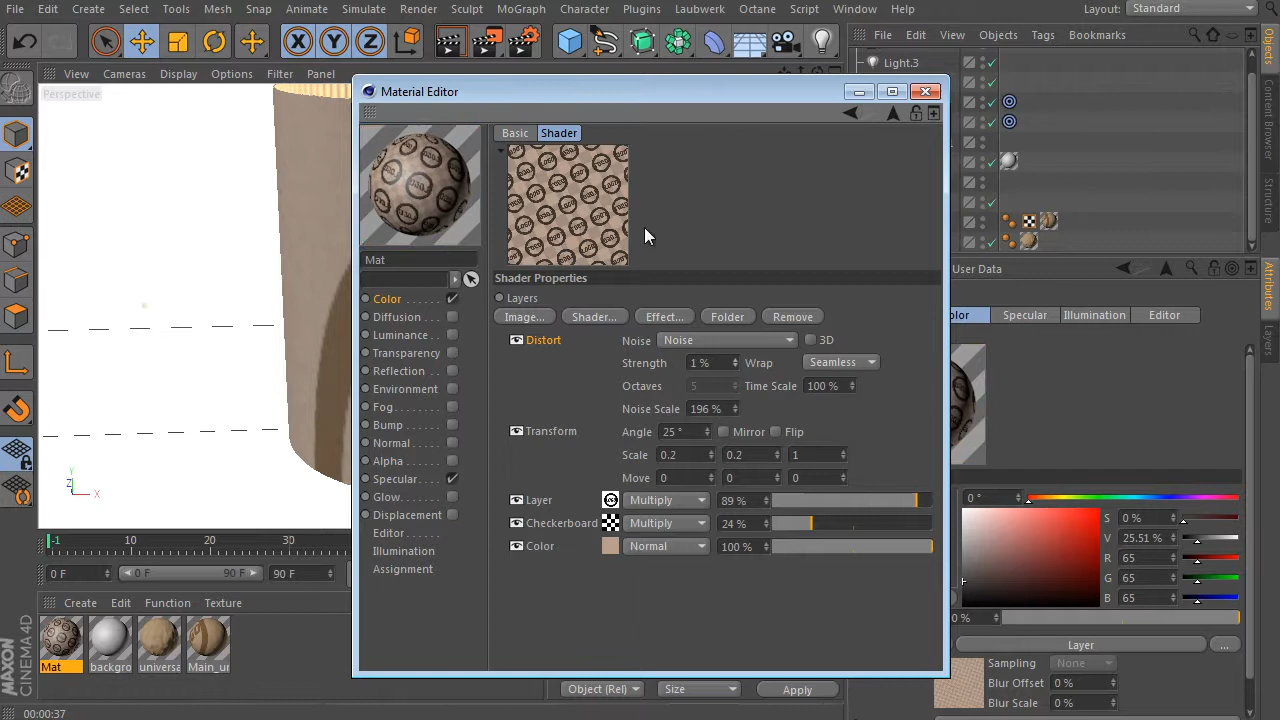 File Edit Create Select Tools Mesh Snap Animate Simulate Render Sculpt MoGraph Character Plugins Laubwerk Octane Script Window Help
Layout: Standard
File Edit View Objects Tags Bookmarks
View Cameras Display Options Filter Panel
Light.3
Perspective
Material Editor
Basic Shader
Mat
Shader Properties
Layers
Image... Shader... Effect... Folder Remove
Color
Diffusion
Luminance
Transparency
Reflection
Environment
Fog
Bump
Normal
Alpha
Specular
Glow
Displacement
Editor
Illumination
Assignment
Distort Noise Noise 3D
Strength 1 % Wrap Seamless
Octaves 5 Time Scale 100 %
Noise Scale 196 %
Transform Angle 25 ° Mirror Flip
Scale 0.2 0.2 1
Move 0 0 0
Layer Multiply 89 %
Checkerboard Multiply 24 %
Color Normal 100 %
User Data
Specular Illumination Editor
0 °
S 0 %
V 25.51 %
R 65
G 65
B 65
Layer ...
Sampling None
Blur Offset 0 %
Blur Scale 0 %
Objects
Content Browser
Structure
Attributes
Layers
Y
Z
X
-1 10 20 30
0 F 0 F 90 F 90 F
Create Edit Function Texture
Mat backgro universa Main_ur
Object (Rel) Size Apply
MAXON
CINEMA 4D
00:00:37